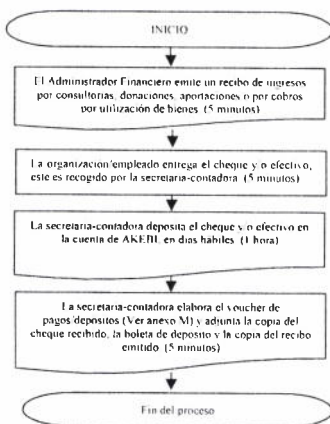 INICIO
El Administrador Financiero emite un recibo de ingresos
por consultorias, donaciones, aportaciones o por cobros
por utilización de bienes (5 minutos)
La organización/empleado entrega el cheque y/o efectivo,
este es recogido por la secretaria-contadora (5 minutos)
La secretaria-contadora deposita el cheque y/o efectivo en
la cuenta de AKEBU, en dias hábiles (1 hora)
La secretaria-contadora elabora el voucher de
pagos/depósitos (Ver anexo M) y adjunta la copia del
cheque recibido, la boleta de depósito y la copia del recibo
emitido (5 minutos)
Fin del proceso